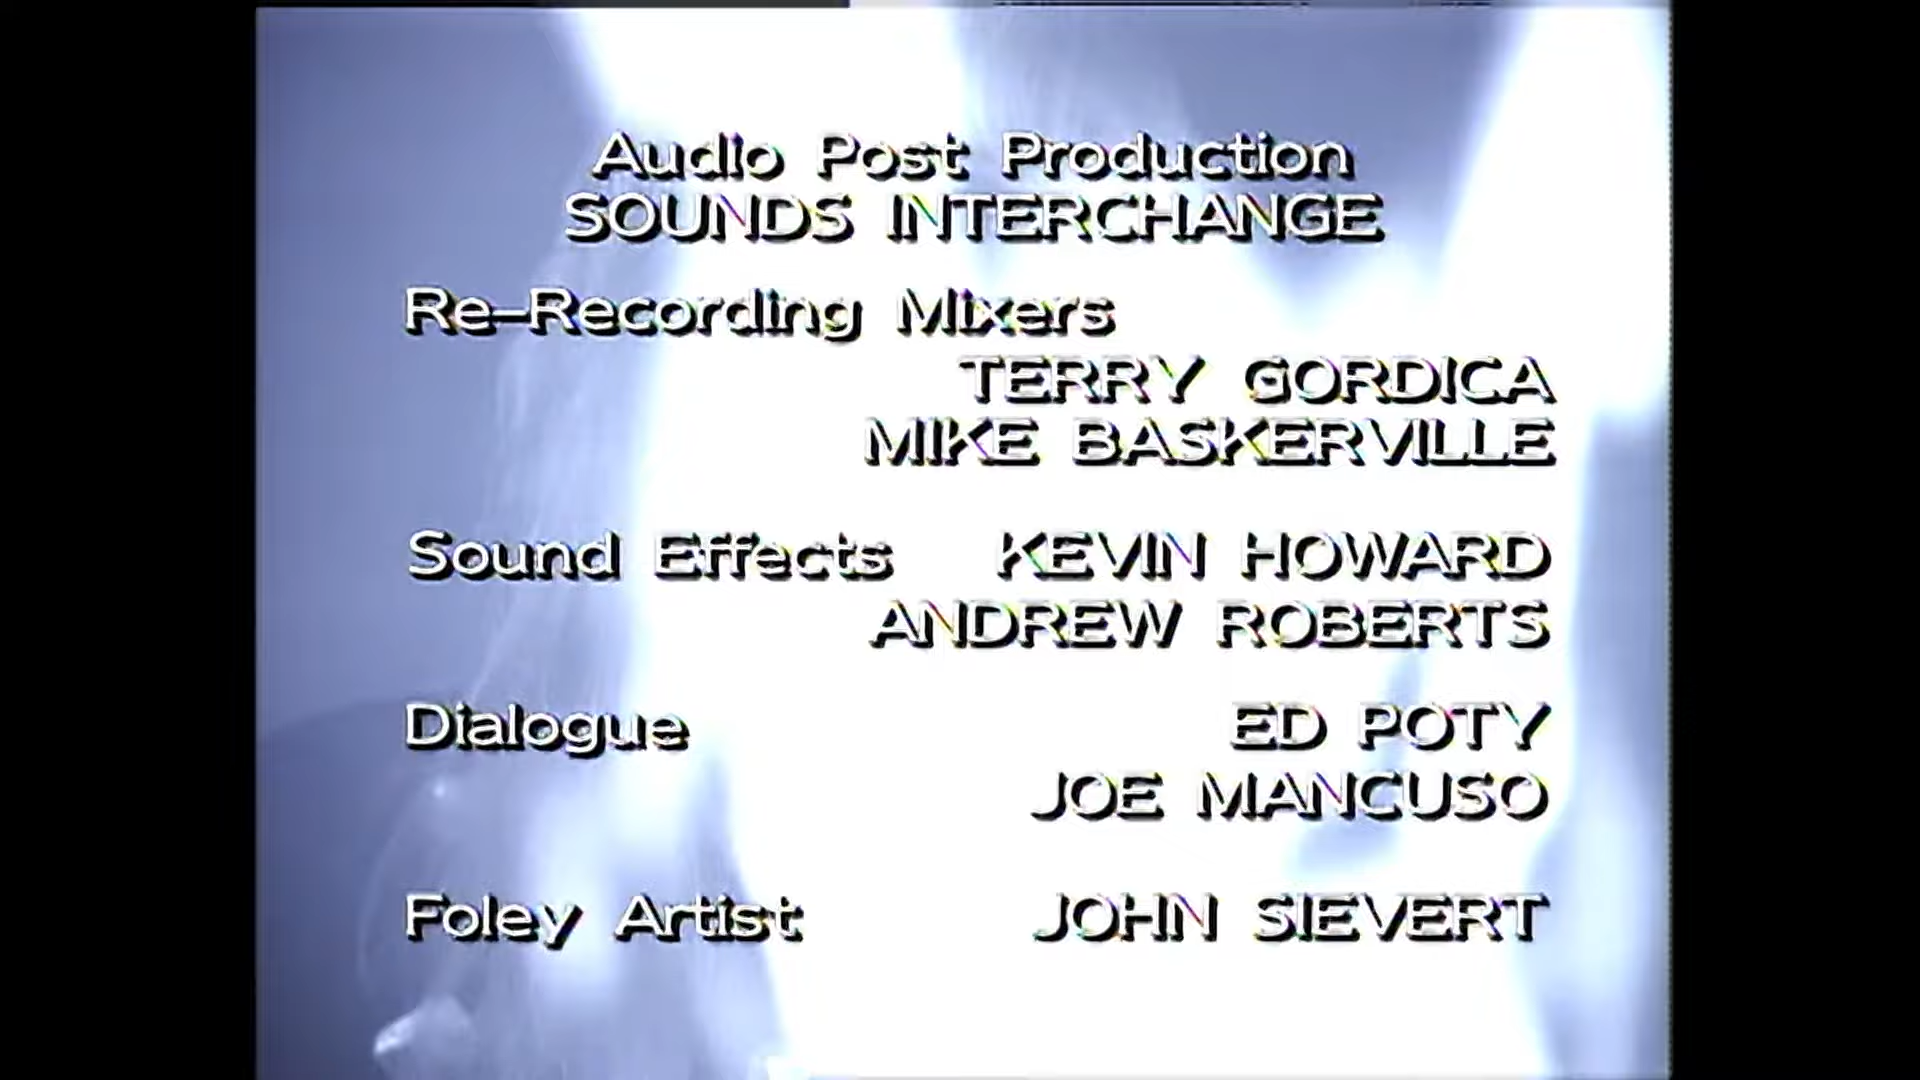 Audio Post Production
SOUNDS INTERCHANGE
Re-Recording Mixers
TERRY GORDICA
MIKE BASKERVILLE
Sound Effects KEVIN HOWARD
ANDREW ROBERTS
Dialogue ED POTY
JOE MANCUSO
Foley Artist JOHN SIEVERT